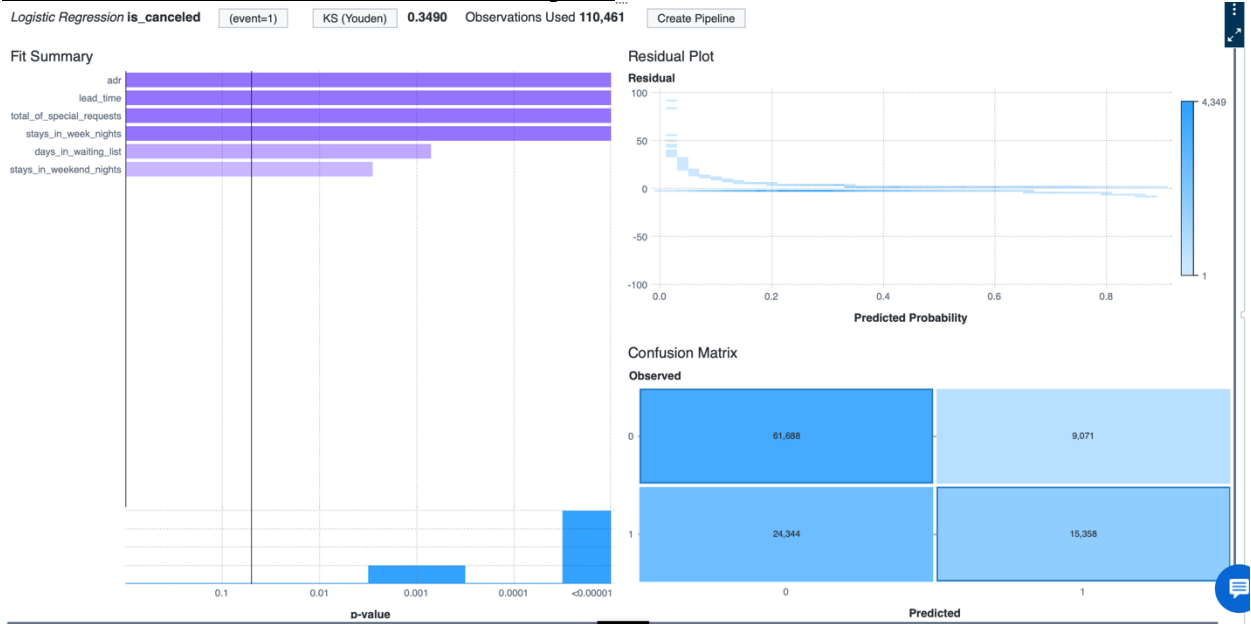 Logistic Regression is_canceled (event=1) KS (Youden) 0.3490 Observations Used 110,461 Create Pipeline
Fit Summary
adr
lead_time
total_of_special_requests
stays_in_week_nights
days_in_waiting_list
stays_in_weekend_nights
0.1 0.01 0.001 0.0001 <0.00001
p-value
Residual Plot
Residual
100
50
0
-50
-100
0.0 0.2 0.4 0.6 0.8
Predicted Probability
4,349
1
Confusion Matrix
Observed
0 61,688 9,071
1 24,344 15,358
0 1
Predicted